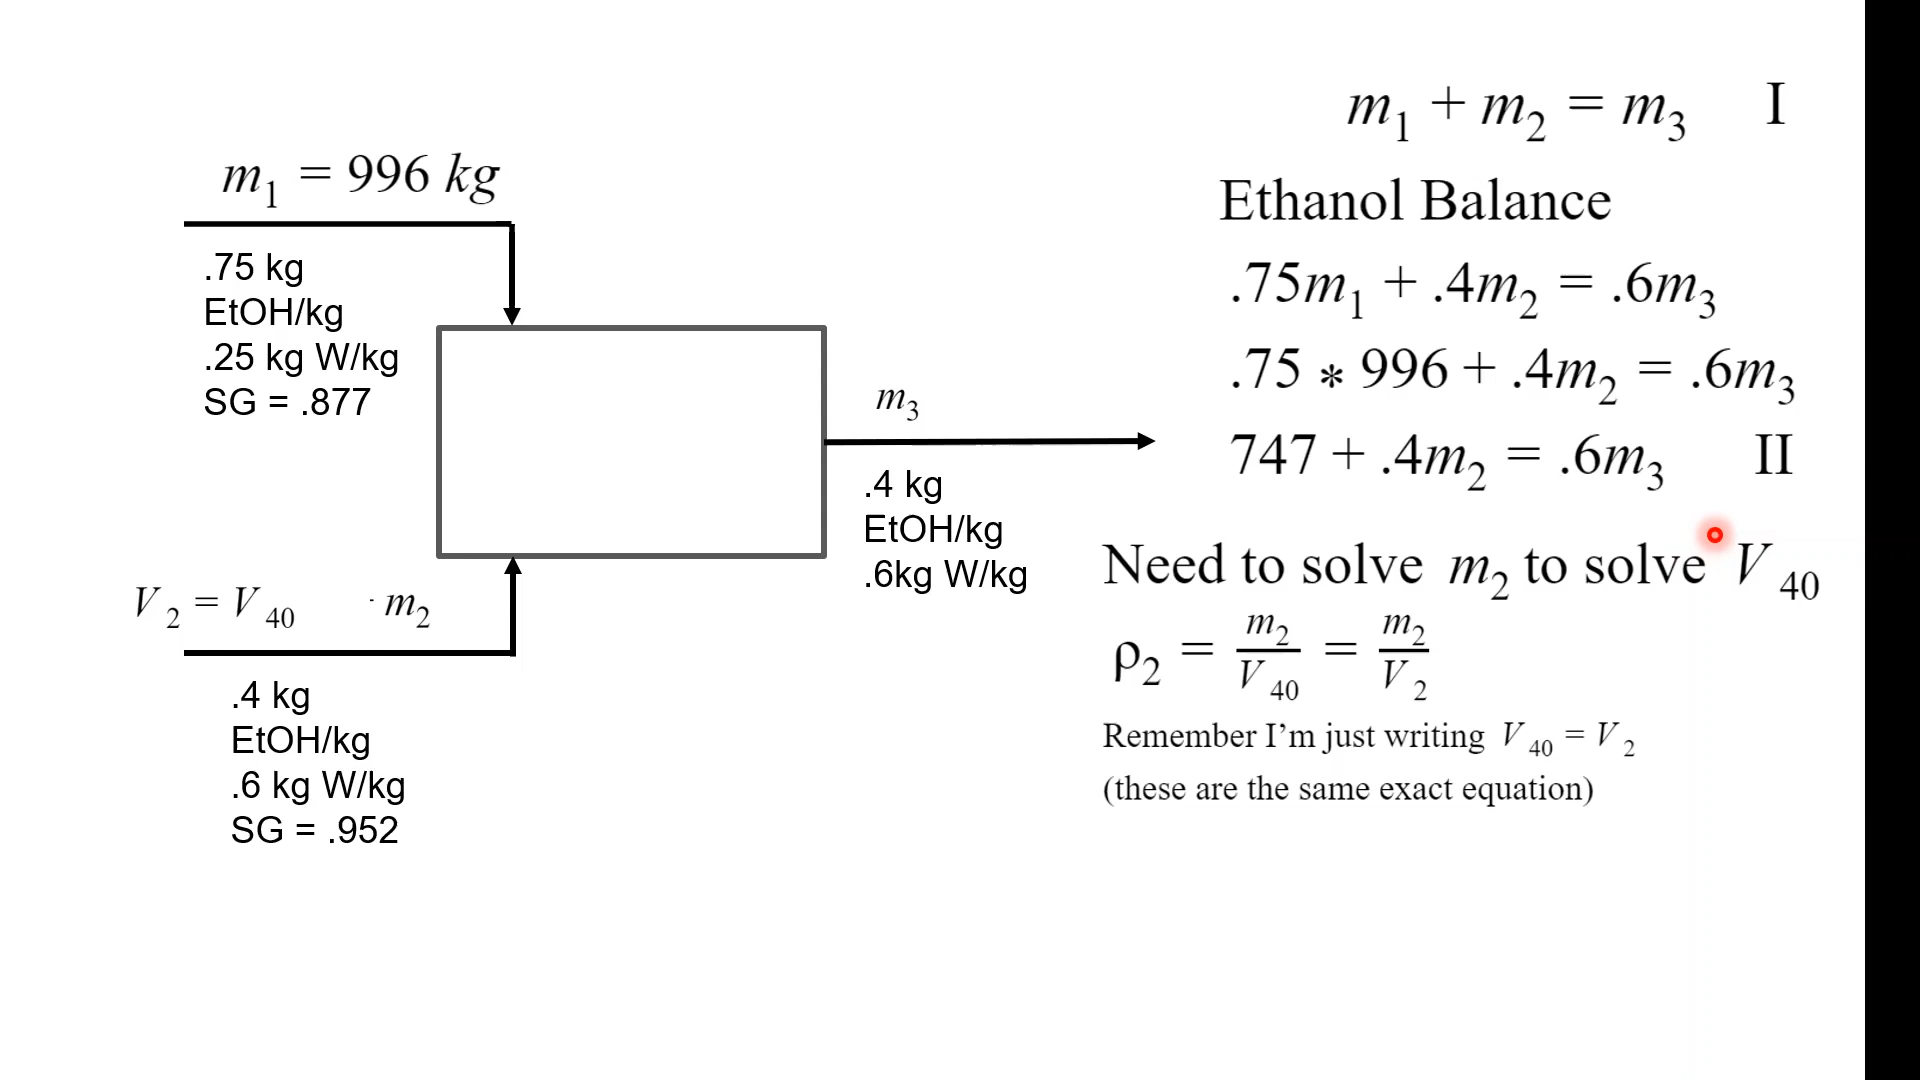 m₁ = 996 kg
.75 kg
EtOH/kg
.25 kg W/kg
SG = .877
V₂ = V₄₀ m₂
.4 kg
EtOH/kg
.6 kg W/kg
SG = .952
m₃
.4 kg
EtOH/kg
.6kg W/kg
m₁ + m₂ = m₃ I
Ethanol Balance
.75m₁ + .4m₂ = .6m₃
.75 * 996 + .4m₂ = .6m₃
747 + .4m₂ = .6m₃ II
Need to solve m₂ to solve V₄₀
ρ₂ = m₂/V₄₀ = m₂/V₂
Remember I’m just writing V₄₀ = V₂
(these are the same exact equation)